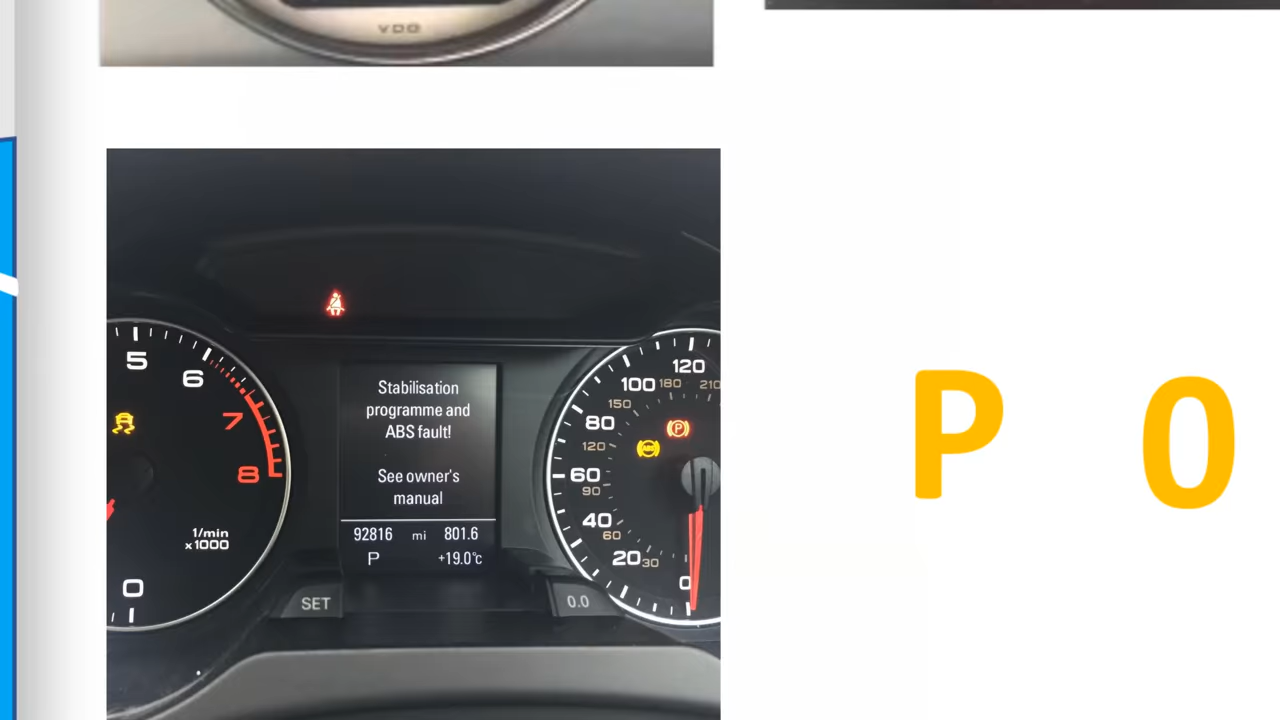 VDO
Stabilisation
programme and
ABS fault!
See owner's
manual
92816 mi 801.6
P +19.0°c
5
6
7
8
1/min
x1000
0
SET
0.0
120
100 180 210
150
80
120
60
90
40
60
20 30
0
P
ABS
P 0